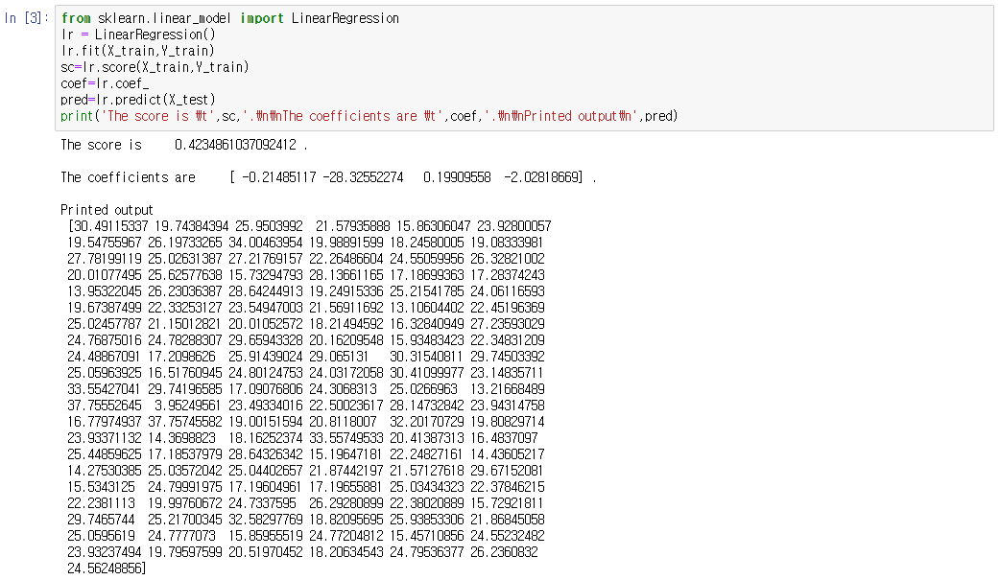 In [3]:
from sklearn.linear_model import LinearRegression
lr = LinearRegression()
lr.fit(X_train,Y_train)
sc=lr.score(X_train,Y_train)
coef=lr.coef_
pred=lr.predict(X_test)
print('The score is ₩t',sc,'.₩n₩nThe coefficients are ₩t',coef,'.₩n₩nPrinted output₩n',pred)
The score is     0.4234861037092412 .
The coefficients are     [ -0.21485117 -28.32552274   0.19909558  -2.02818669] .
Printed output
[30.49115337 19.74384394 25.9503992  21.57935888 15.86306047 23.92800057
19.54755967 26.19733265 34.00463954 19.98891599 18.24580005 19.08333981
27.78199119 25.02631387 27.21769157 22.26486604 24.55059956 26.32821002
20.01077495 25.62577638 15.73294793 28.13661165 17.18699363 17.28374243
13.95322045 26.23036387 28.64244913 19.24915336 25.21541785 24.06116593
19.67387499 22.33253127 23.54947003 21.56911692 13.10604402 22.45196369
25.02457787 21.15012821 20.01052572 18.21494592 16.32840949 27.23593029
24.76875016 24.78288307 29.65943328 20.16209548 15.93483423 22.34831209
24.48867091 17.2098626  25.91439024 29.065131   30.31540811 29.74503392
25.05963925 16.51760945 24.80124753 24.03172058 30.41099977 23.14835711
33.55427041 29.74196585 17.09076806 24.3068313  25.0266963  13.21668489
37.75552645  3.95249561 23.49334016 22.50023617 28.14732842 23.94314758
16.77974937 37.75745582 19.00151594 20.8118007  32.20170729 19.80829714
23.93371132 14.3698823  18.16252374 33.55749533 20.41387313 16.4837097
25.44859625 17.18537979 28.64326342 15.19647181 22.24827161 14.43605217
14.27530385 25.03572042 25.04402657 21.87442197 21.57127618 29.67152081
15.5343125  24.79991975 17.19604961 17.19655881 25.03434323 22.37846215
22.2381113  19.99760672 24.7337595  26.29280899 22.38020889 15.72921811
29.7465744  25.21700345 32.58297769 18.82095695 25.93853306 21.86845058
25.0595619  24.7777073  15.85955519 24.77204812 15.45710856 24.55232482
23.93237494 19.79597599 20.51970452 18.20634543 24.79536377 26.2360832
24.56248856]